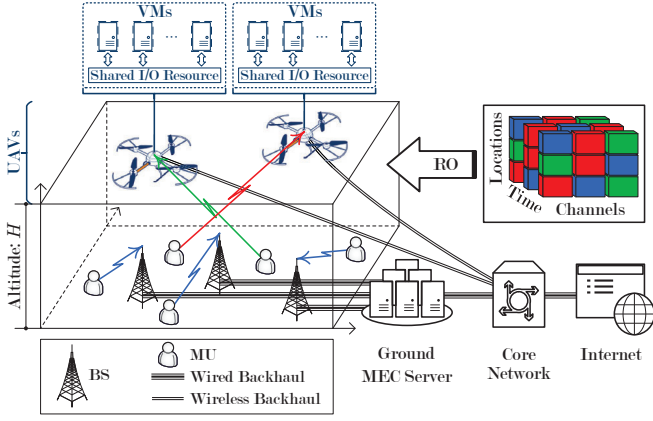 VMs
VMs
...
...
Shared I/O Resource
Shared I/O Resource
UAVs
RO
Locations
Time
Channels
Altitude: H
BS
MU
Wired Backhaul
Wireless Backhaul
Ground
MEC Server
Core
Network
Internet